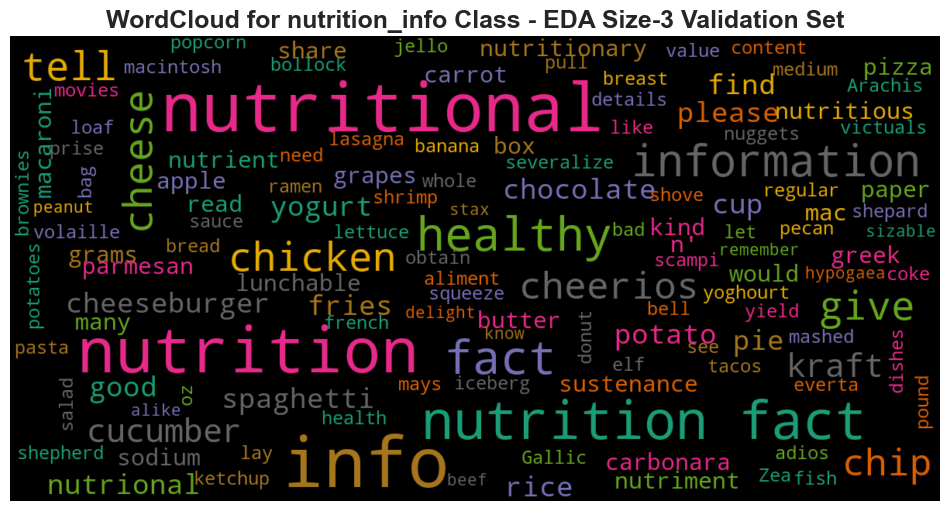 WordCloud for nutrition_info Class - EDA Size-3 Validation Set
popcorn share jello nutritionary value content
tell macintosh bollock carrot pull breast find medium pizza
movies macaroni cheese nutritional details please nutritious Arachis
loaf prise nutrient need lasagna banana box like nuggets victuals
brownies bag apple ramen grapes whole severalize information
peanut volaille read sauce yogurt shrimp stax chocolate shove cup regular mac paper pecan shepard
potatoes grams bread chicken lettuce obtain healthy bad kind n' let remember sizable
parmesan lunchable aliment scampi would hypogaea greek coke
cheeseburger fries squeeze cheerios yoghourt give
many french delight butter bell yield
pasta nutrition know fact donut potato see pie mashed dishes
good mays iceberg elf tacos kraft
salad oz spaghetti health sustenance everta pound
cucumber alike info nutrition fact
shepherd sodium lay Gallic carbonara adios chip
nutrional ketchup beef rice nutriment Zea fish